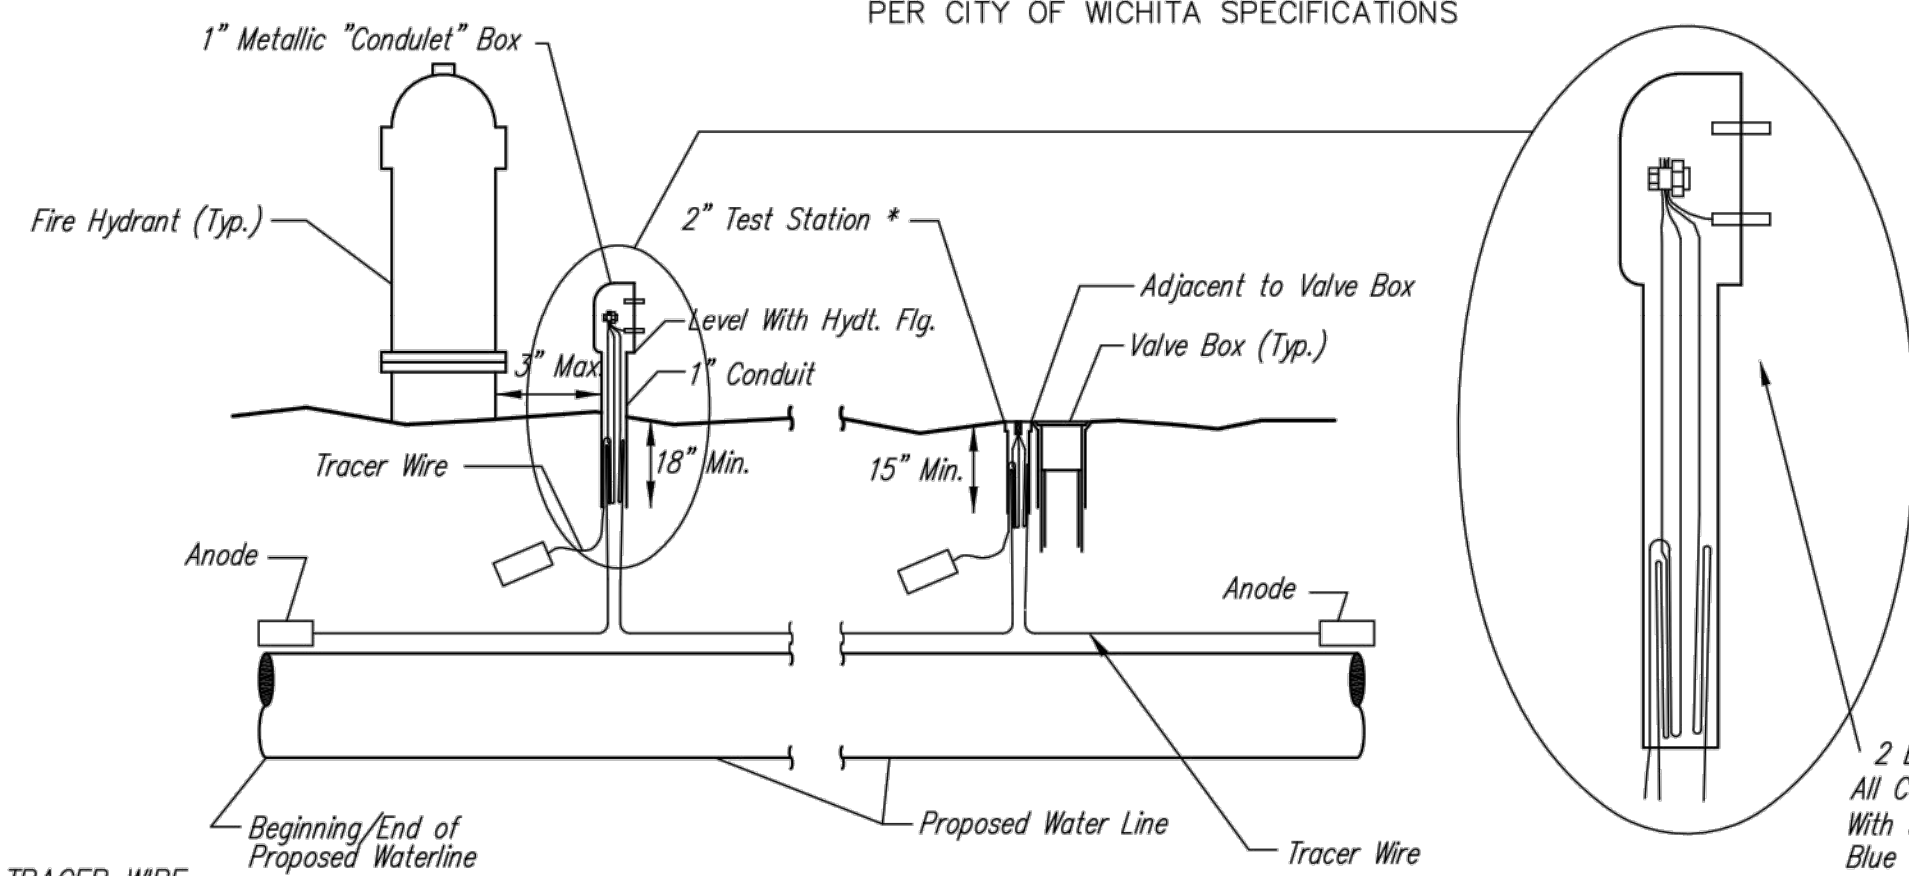 PER CITY OF WICHITA SPECIFICATIONS
1" Metallic "Condulet" Box
Fire Hydrant (Typ.)
2" Test Station *
Adjacent to Valve Box
Level With Hydt. Flg.
Valve Box (Typ.)
3" Max.
1" Conduit
Tracer Wire
18" Min.
15" Min.
Anode
Anode
2
All
With
Blue
Beginning/End of
Proposed Waterline
Proposed Water Line
Tracer Wire
TRACER WIRE